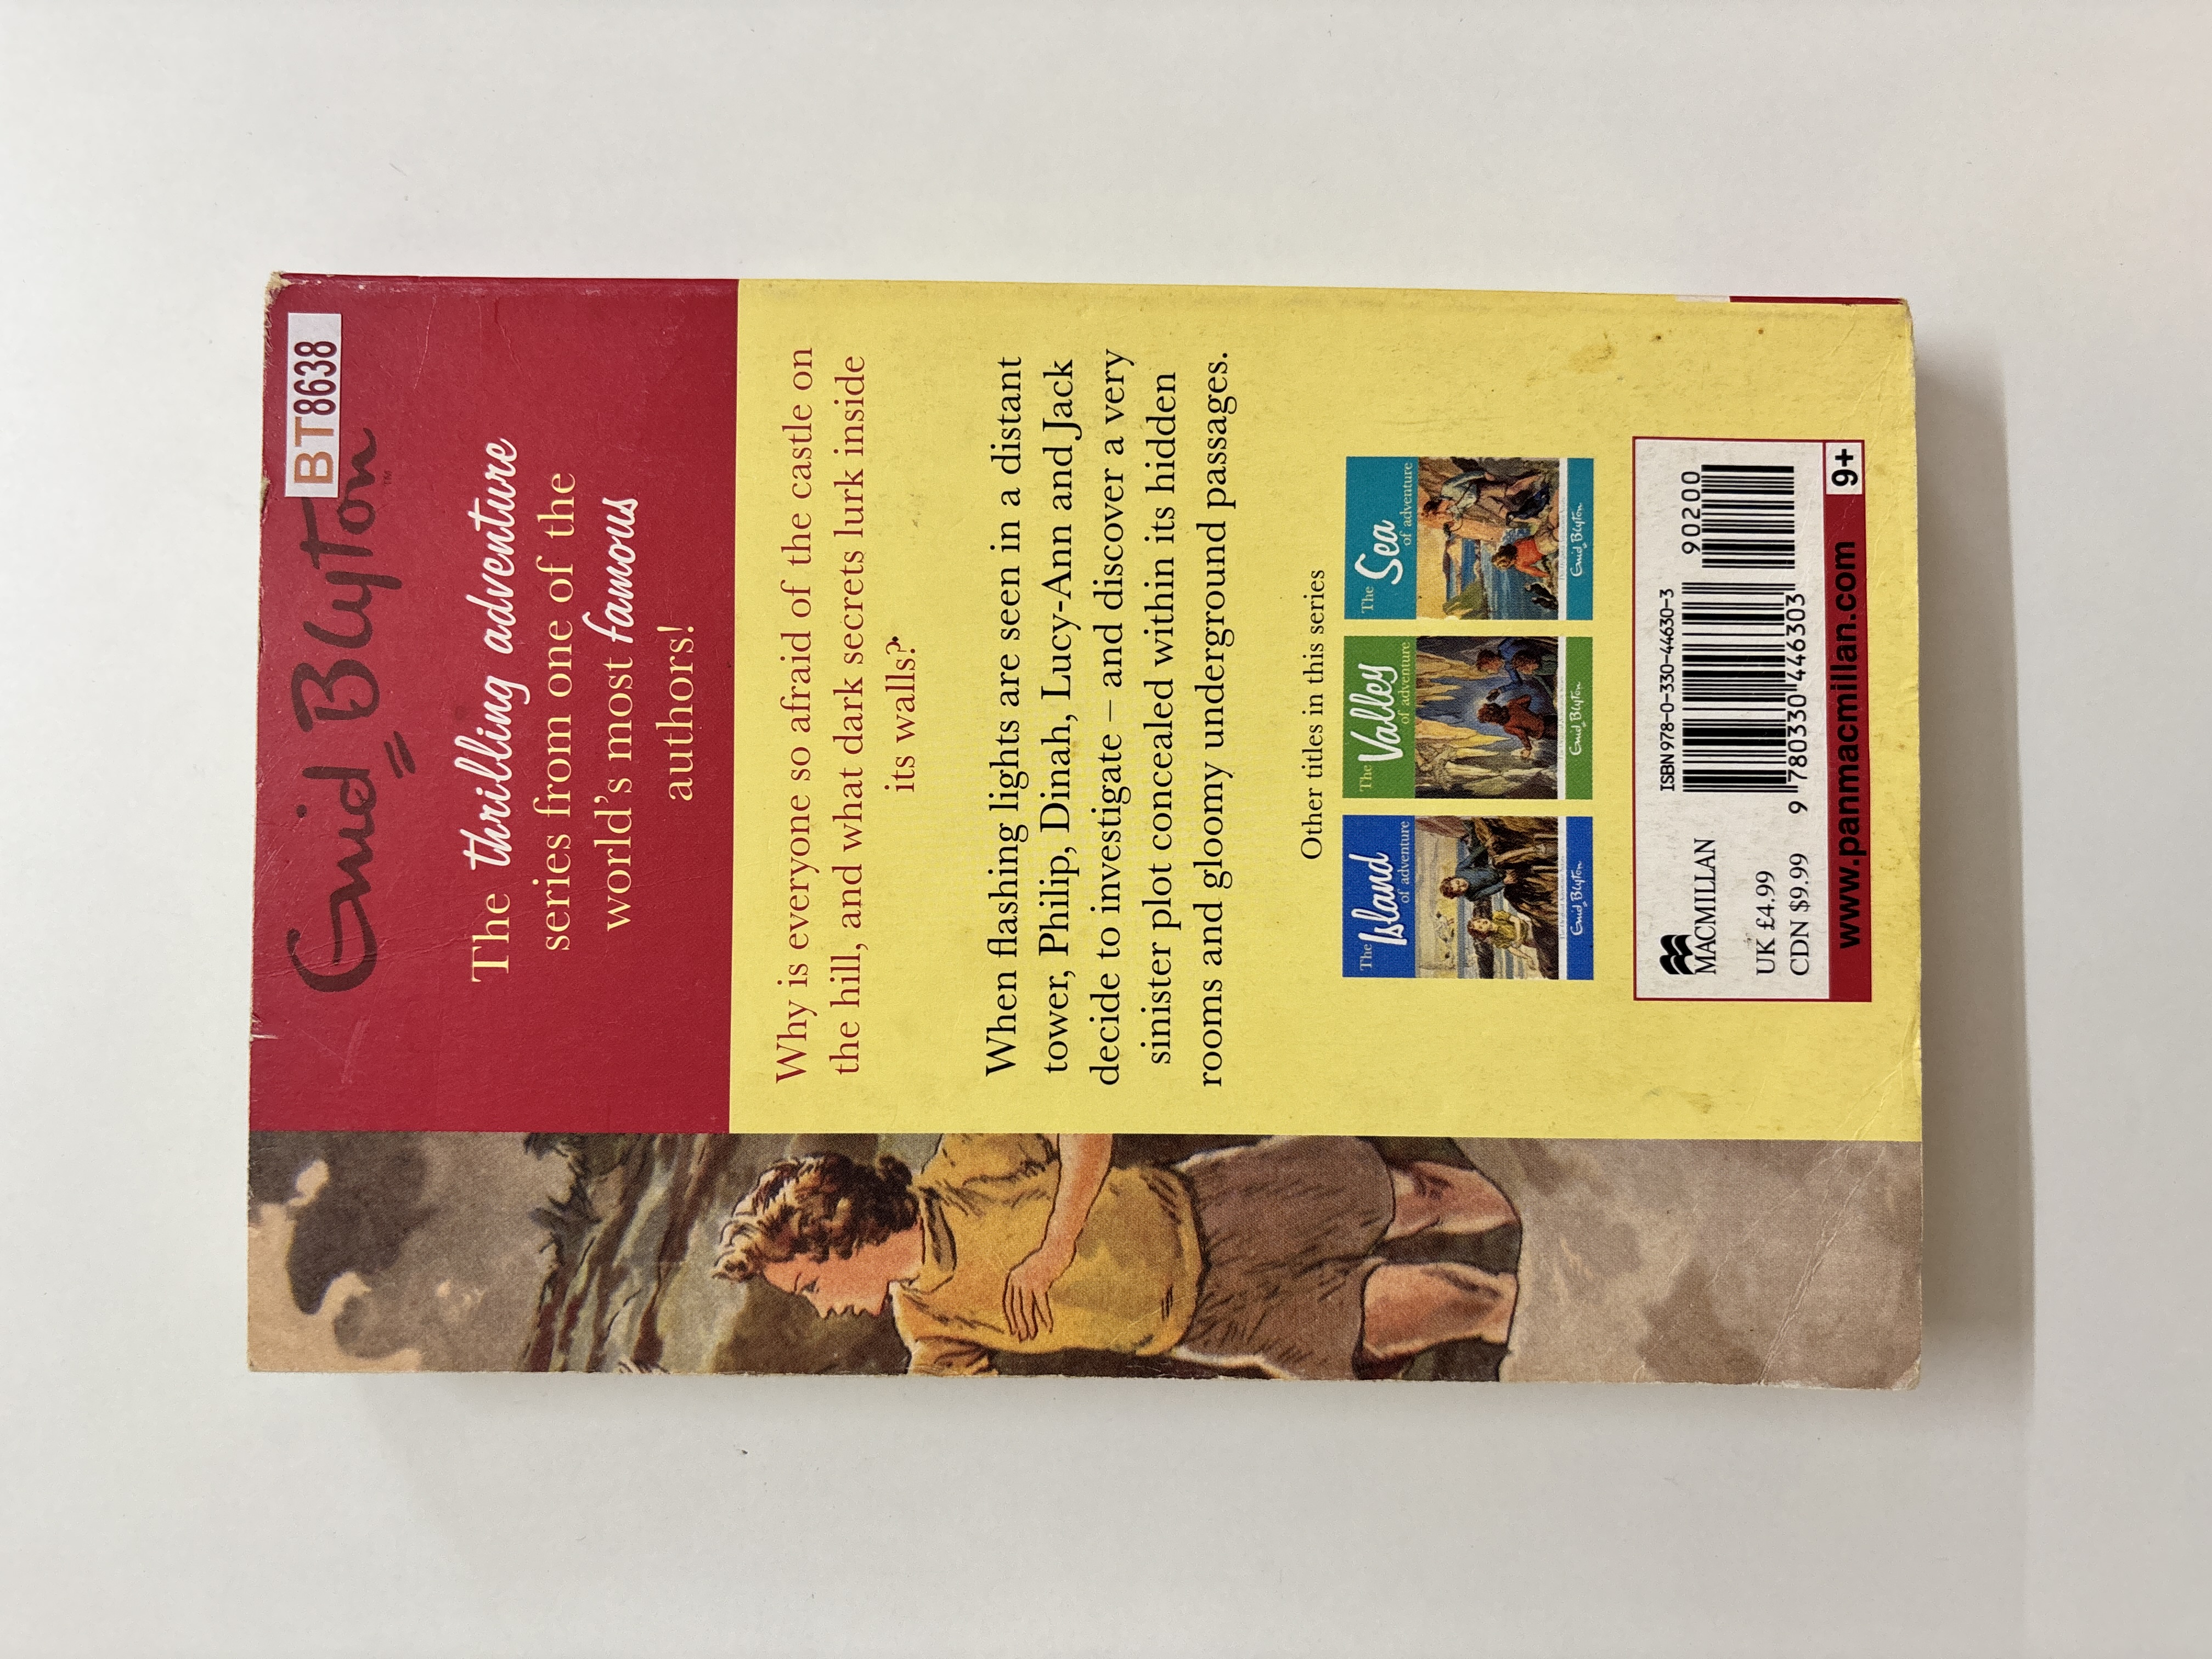 BT8638
Enid Blyton™
The thrilling adventure
series from one of the
world's most famous
authors!
Why is everyone so afraid of the castle on
the hill, and what dark secrets lurk inside
its walls?
When flashing lights are seen in a distant
tower, Philip, Dinah, Lucy-Ann and Jack
decide to investigate – and discover a very
sinister plot concealed within its hidden
rooms and gloomy underground passages.
Other titles in this series
The Island
of adventure
Enid Blyton
The Valley
of adventure
Enid Blyton
The Sea
of adventure
Enid Blyton
MACMILLAN
UK £4.99
CDN $9.99
ISBN 978-0-330-44630-3
90200
9 780330 446303
www.panmacmillan.com
9+